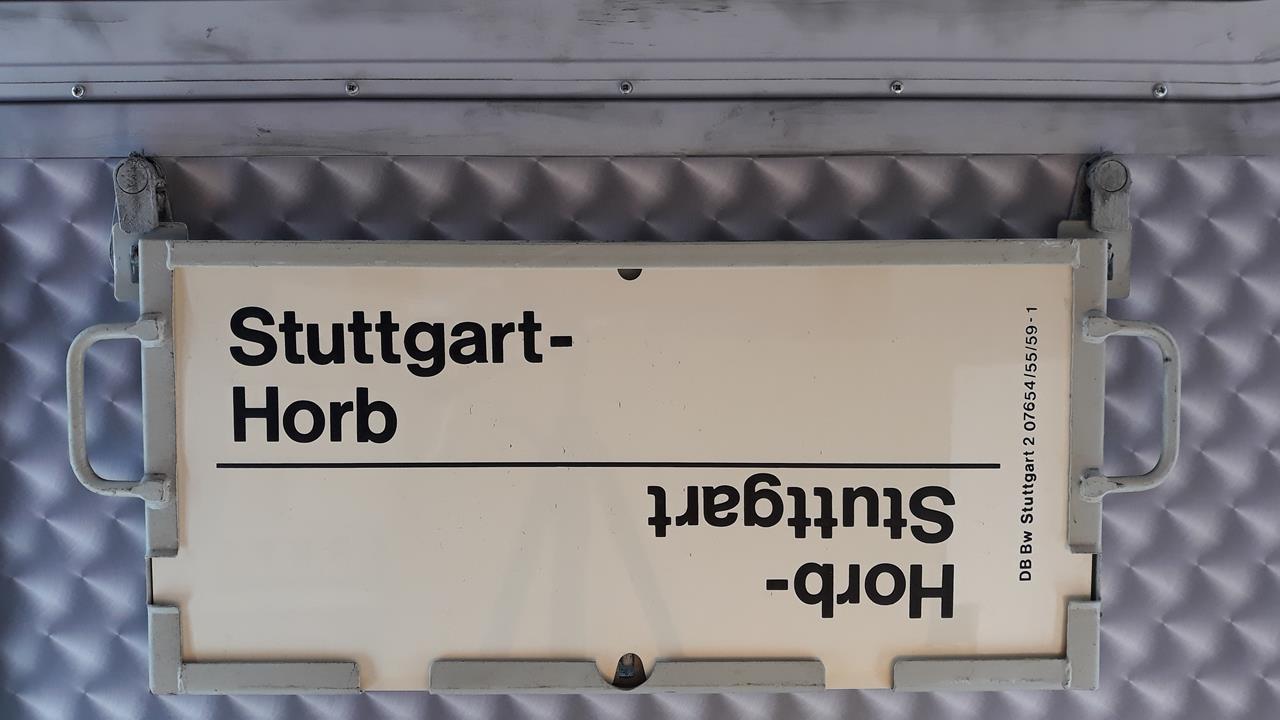 Stuttgart-
Horb
Horb-
Stuttgart
DB Bw Stuttgart 2 07654/55/59-1